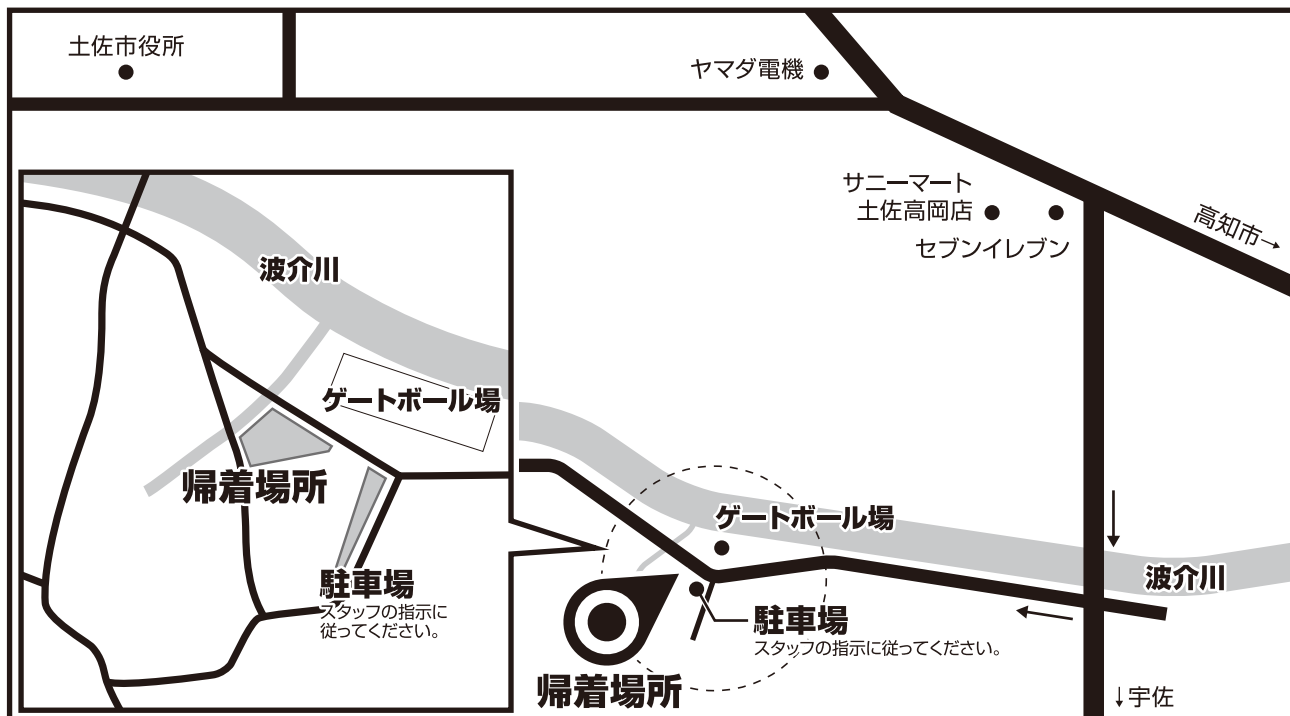 土佐市役所
ヤマダ電機
サニーマート
土佐高岡店
セブンイレブン
高知市→
波介川
ゲートボール場
帰着場所
駐車場
スタッフの指示に
従ってください。
ゲートボール場
波介川
駐車場
スタッフの指示に従ってください。
帰着場所
↓宇佐